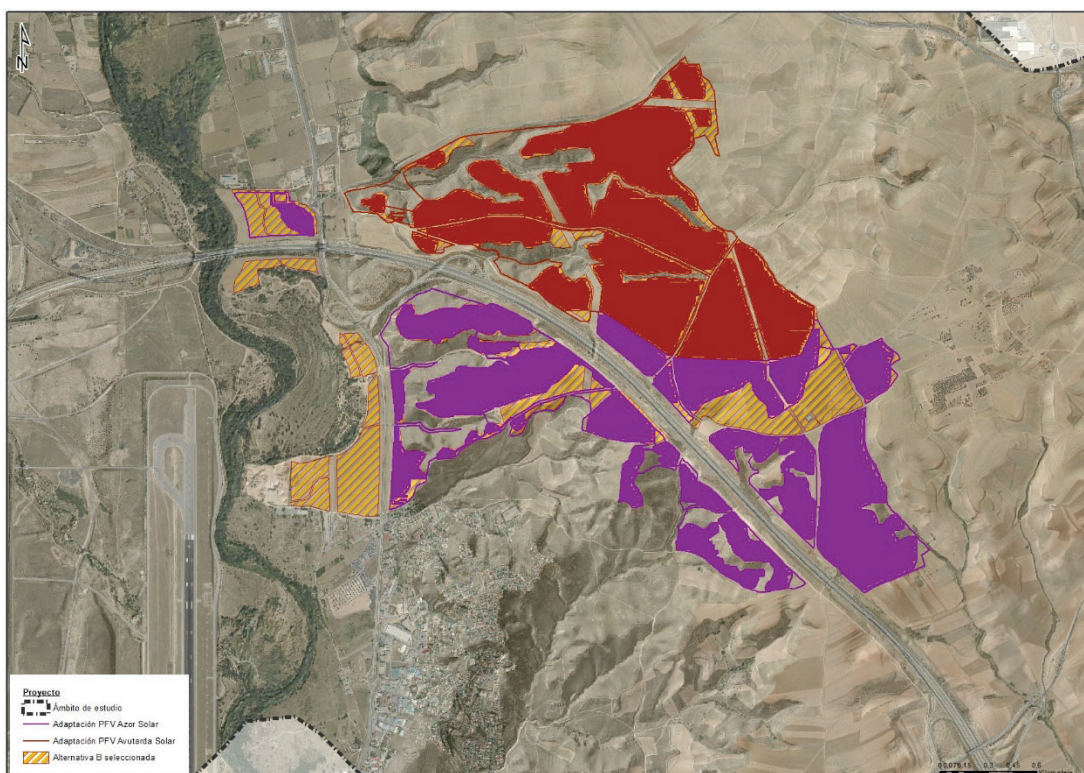 Proyecto
Ámbito de estudio
Adaptación PFV Azor Solar
Adaptación PFV Avutarda Solar
Alternativa B seleccionada